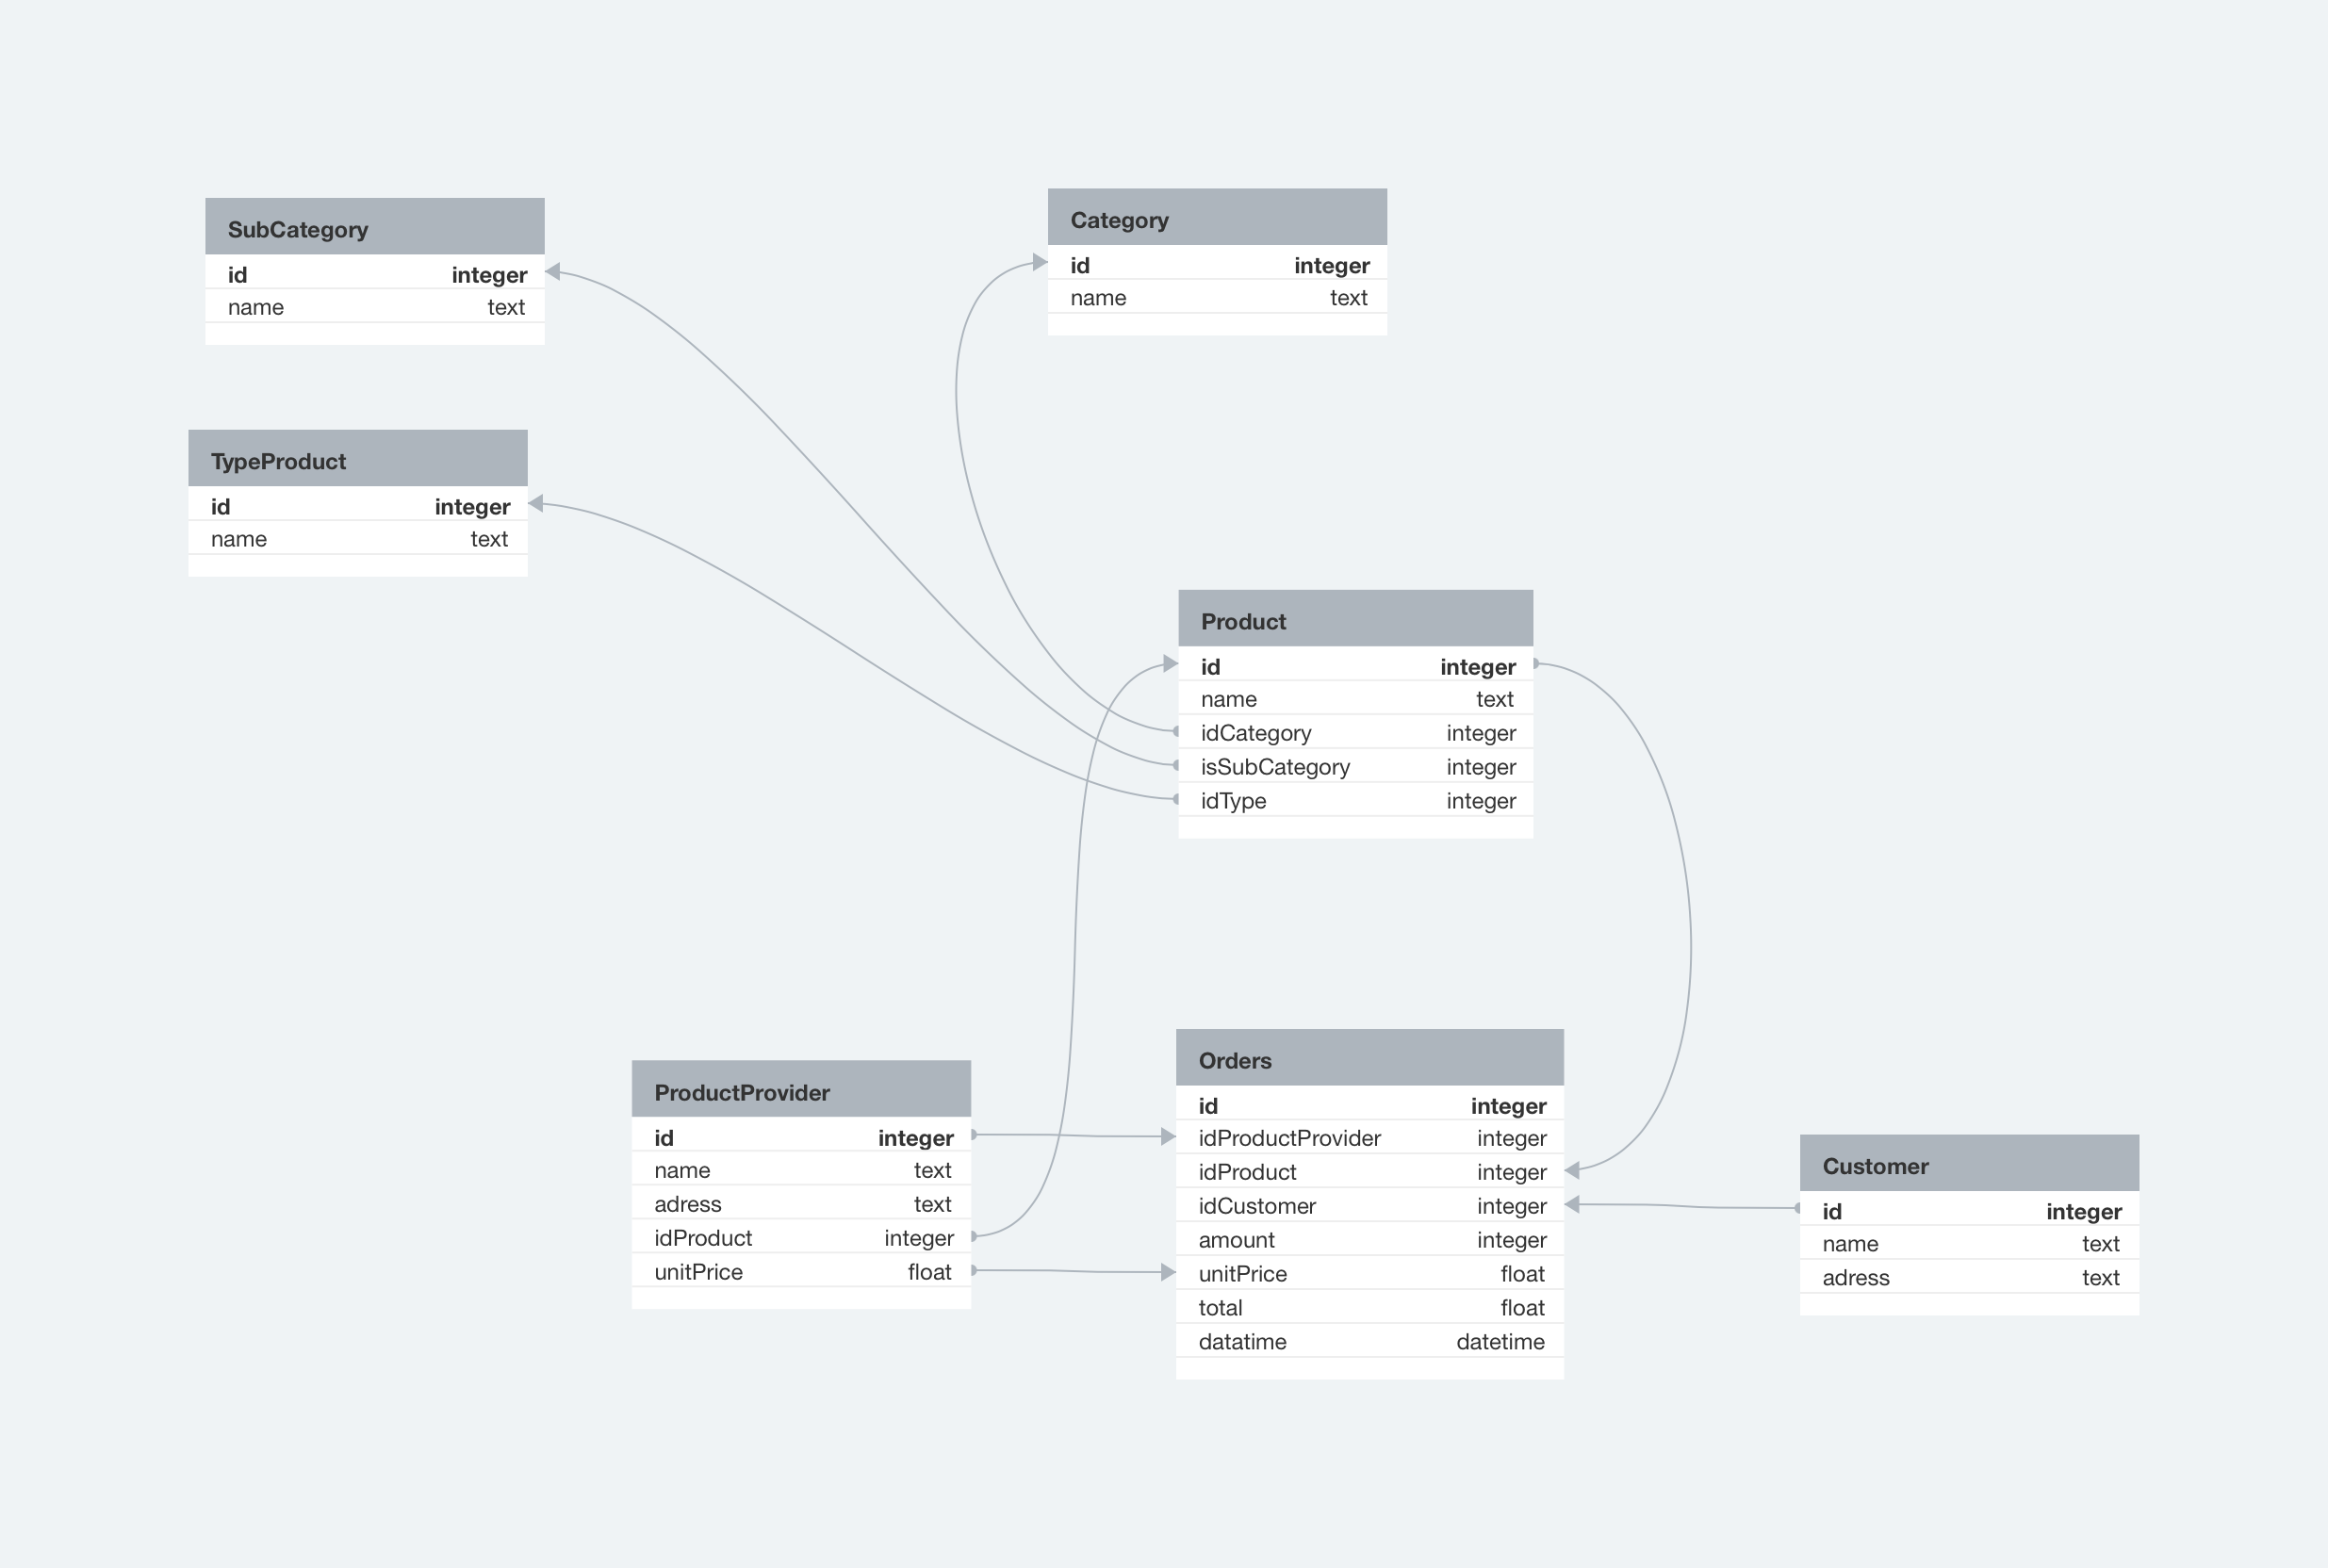 SubCategory
id integer
name text
Category
id integer
name text
TypeProduct
id integer
name text
Product
id integer
name text
idCategory integer
isSubCategory integer
idType integer
ProductProvider
id integer
name text
adress text
idProduct integer
unitPrice float
Orders
id integer
idProductProvider integer
idProduct integer
idCustomer integer
amount integer
unitPrice float
total float
datatime datetime
Customer
id integer
name text
adress text